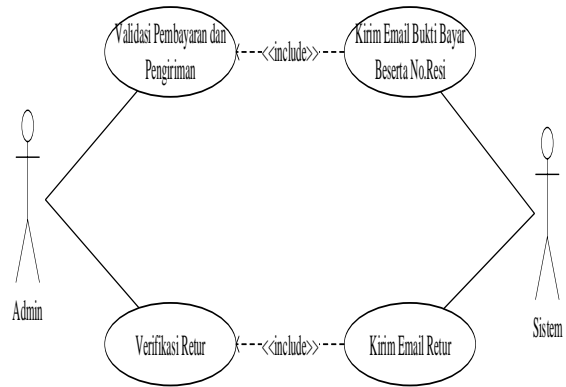 Validasi Pembayaran dan
Pengiriman
<<include>>
Kirim Email Bukti Bayar
Beserta No.Resi
Admin
Sistem
Verifikasi Retur
<<include>>
Kirim Email Retur